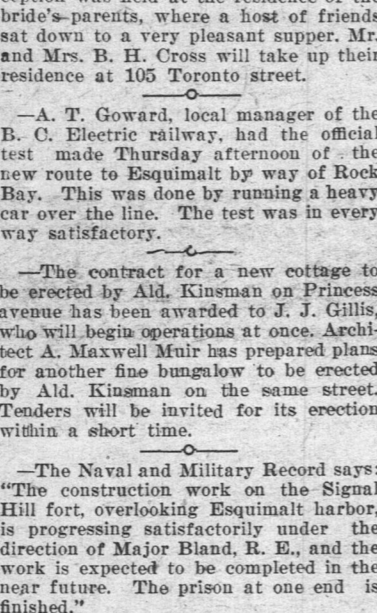 ception was held at the residence of the
bride's parents, where a host of friends
sat down to a very pleasant supper. Mr.
and Mrs. B. H. Cross will take up their
residence at 105 Toronto street.
—A. T. Goward, local manager of the
B. C. Electric railway, had the official
test made Thursday afternoon of the
new route to Esquimalt by way of Rock
Bay. This was done by running a heavy
car over the line. The test was in every
way satisfactory.
—The contract for a new cottage to
be erected by Ald. Kinsman on Princess
avenue has been awarded to J. J. Gillis,
who will begin operations at once. Archi-
tect A. Maxwell Muir has prepared plans
for another fine bungalow to be erected
by Ald. Kinsman on the same street.
Tenders will be invited for its erection
within a short time.
—The Naval and Military Record says:
"The construction work on the Signal
Hill fort, overlooking Esquimalt harbor,
is progressing satisfactorily under the
direction of Major Bland, R. E., and the
work is expected to be completed in the
near future. The prison at one end is
finished."